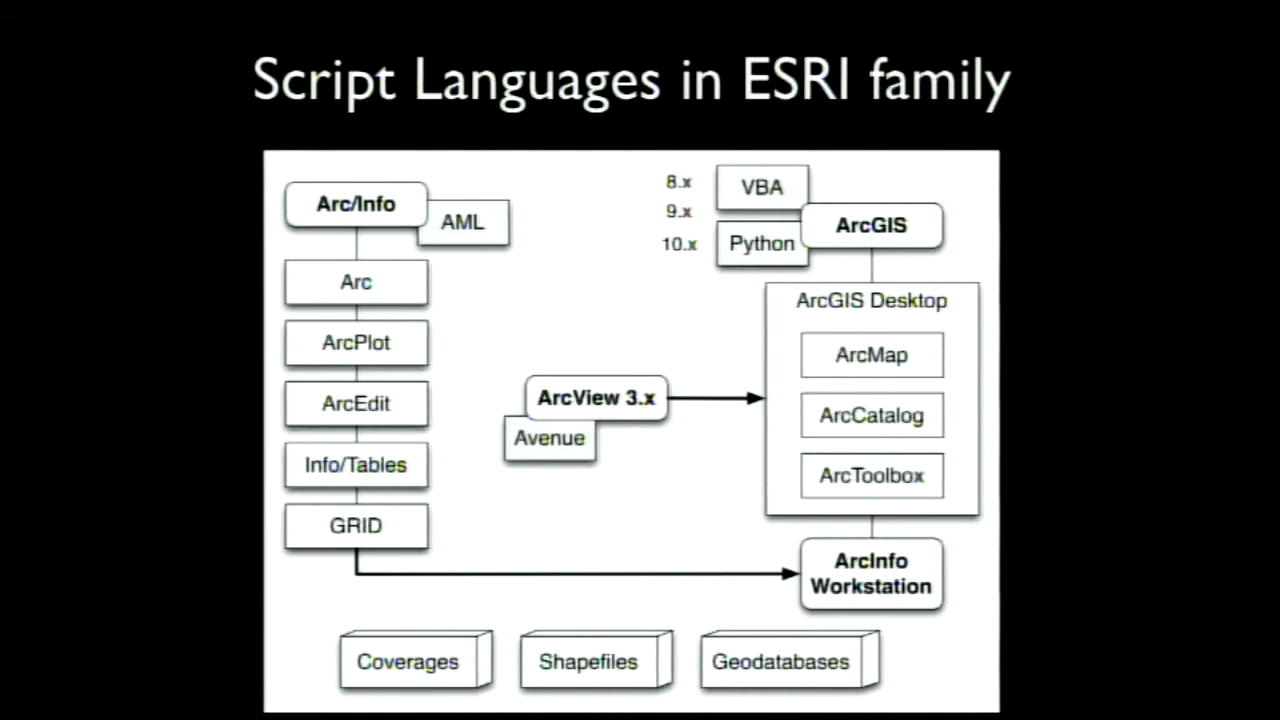 Script Languages in ESRI family
Arc/Info
AML
Arc
ArcPlot
ArcEdit
Info/Tables
GRID
ArcView 3.x
Avenue
8.x
9.x
10.x
VBA
Python
ArcGIS
ArcGIS Desktop
ArcMap
ArcCatalog
ArcToolbox
ArcInfo
Workstation
Coverages
Shapefiles
Geodatabases